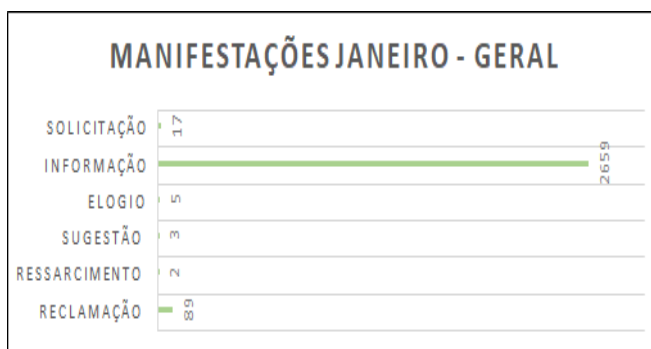 MANIFESTAÇÕES JANEIRO - GERAL
SOLICITAÇÃO 17
INFORMAÇÃO 2659
ELOGIO 5
SUGESTÃO 3
RESSARCIMENTO 2
RECLAMAÇÃO 89